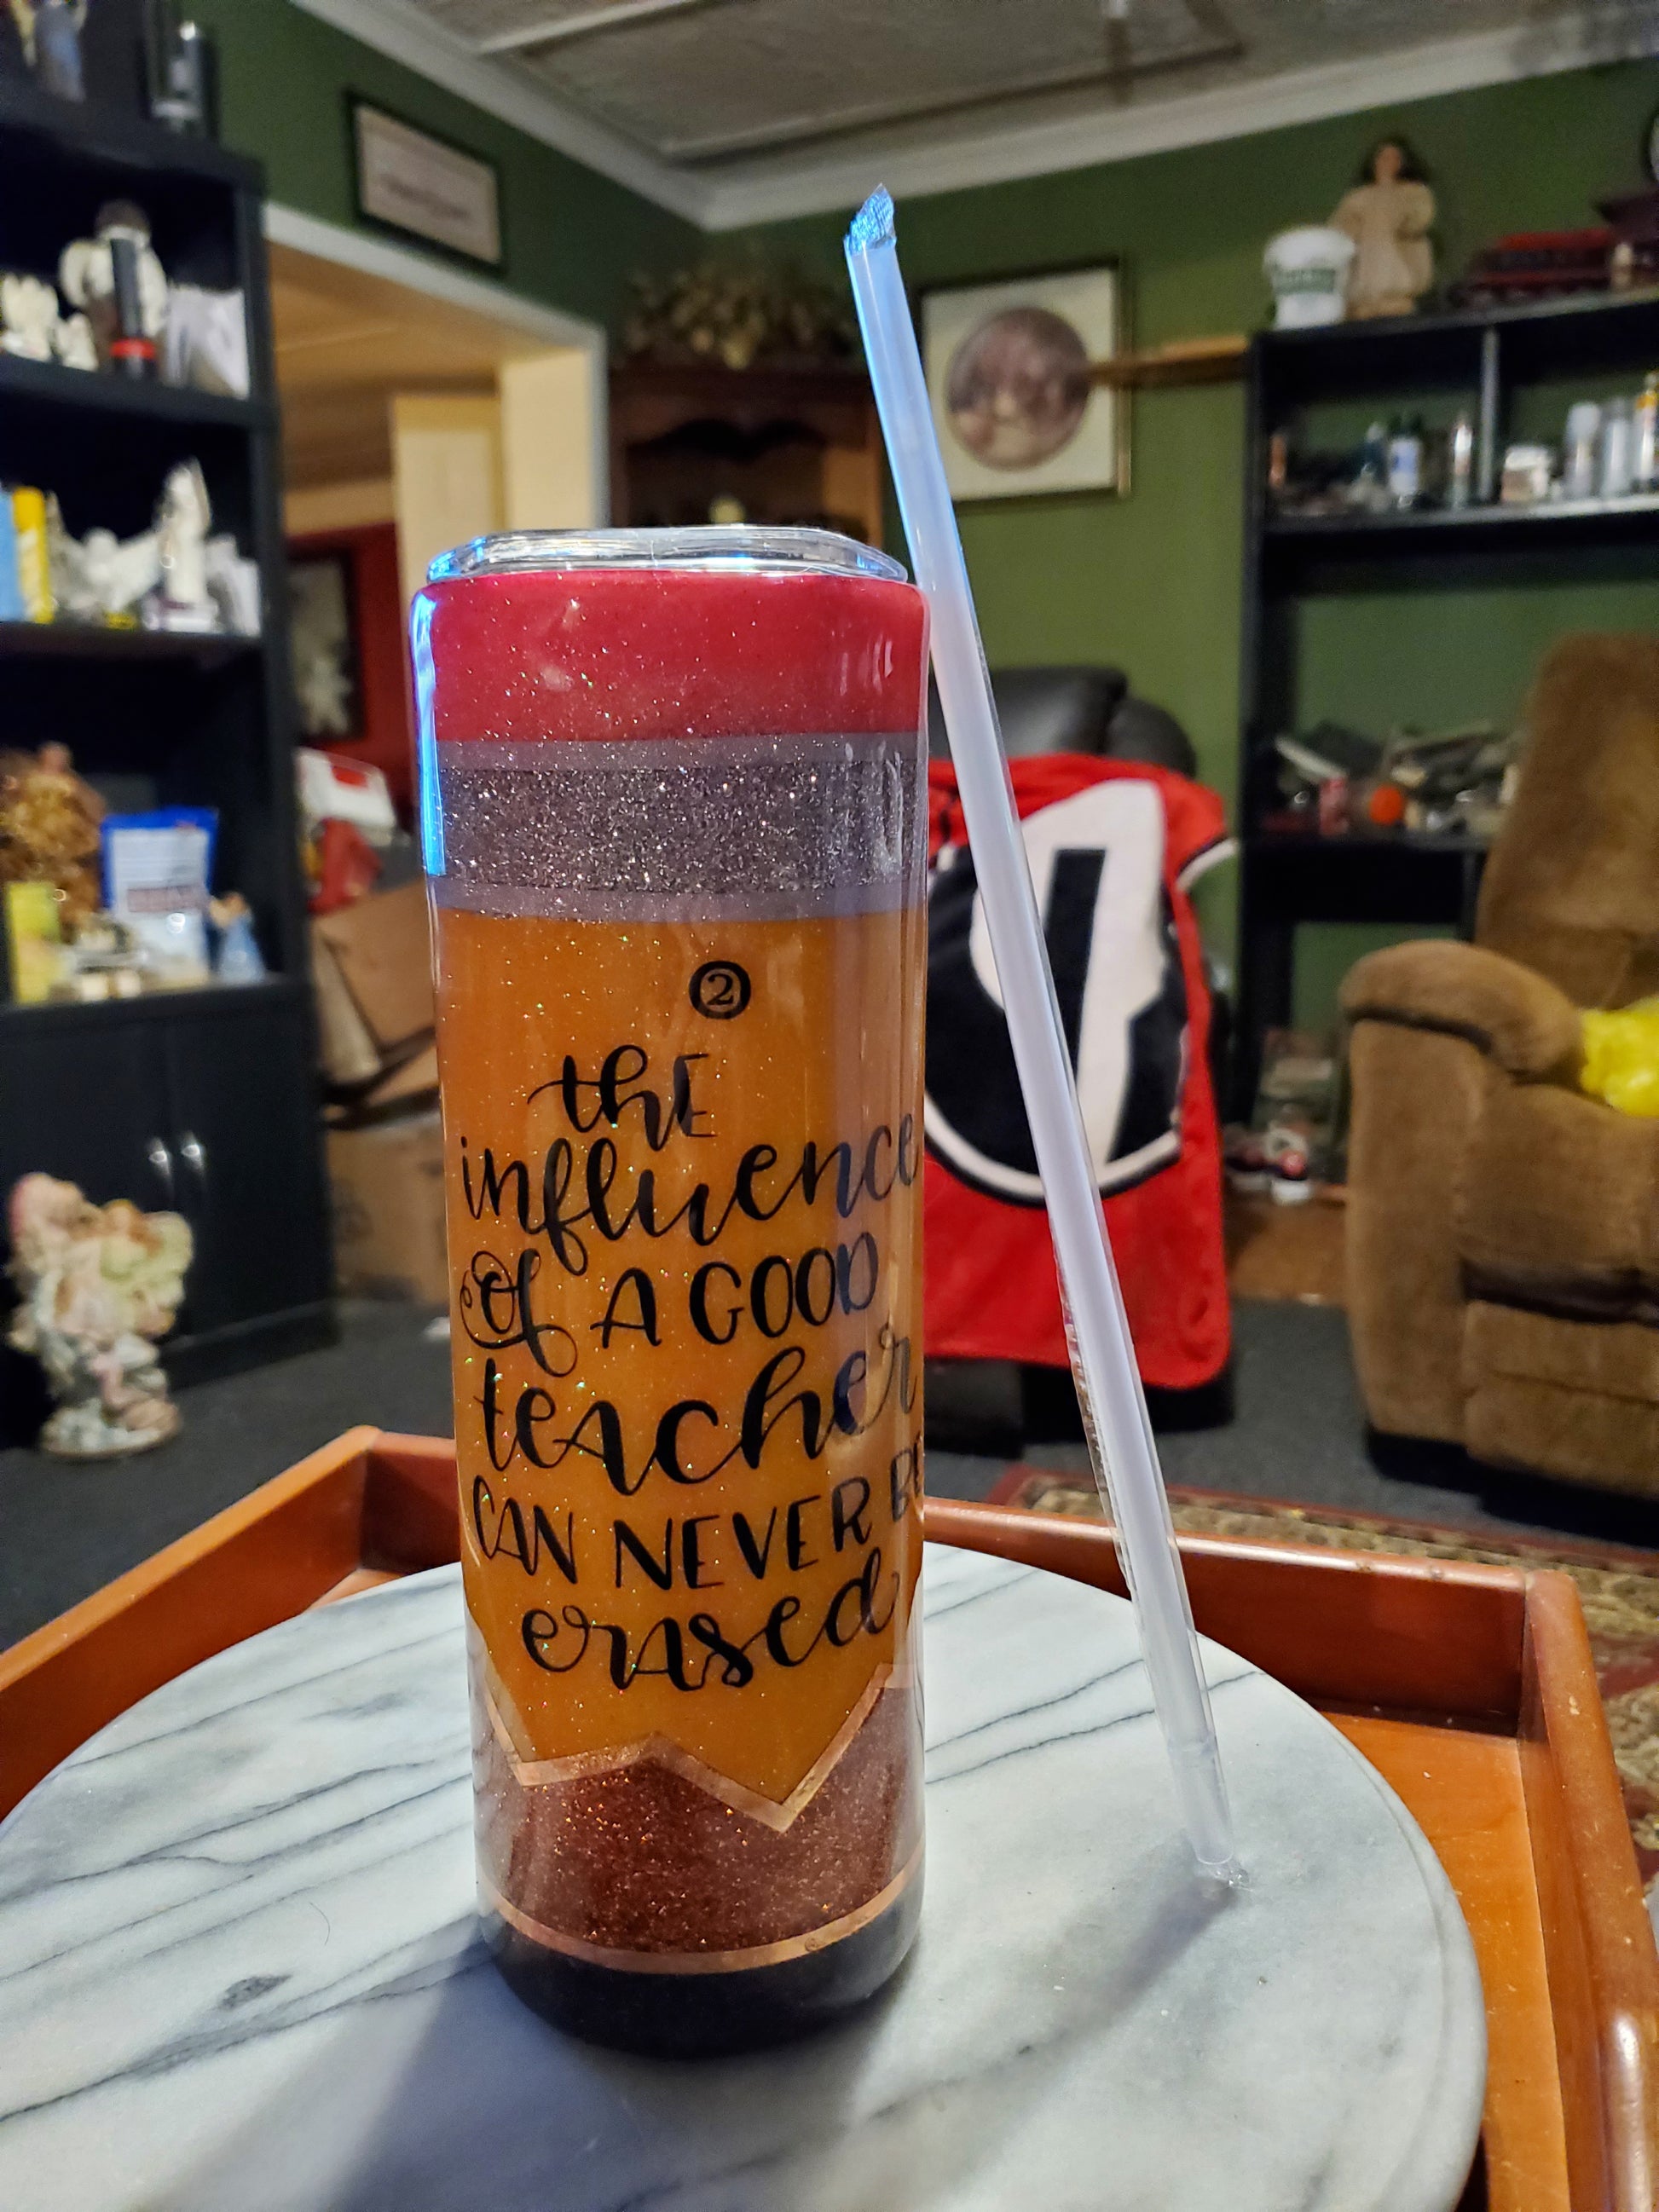 2
thE
influence
of A GOOD
teAcher
CAN NEVER BE
erased